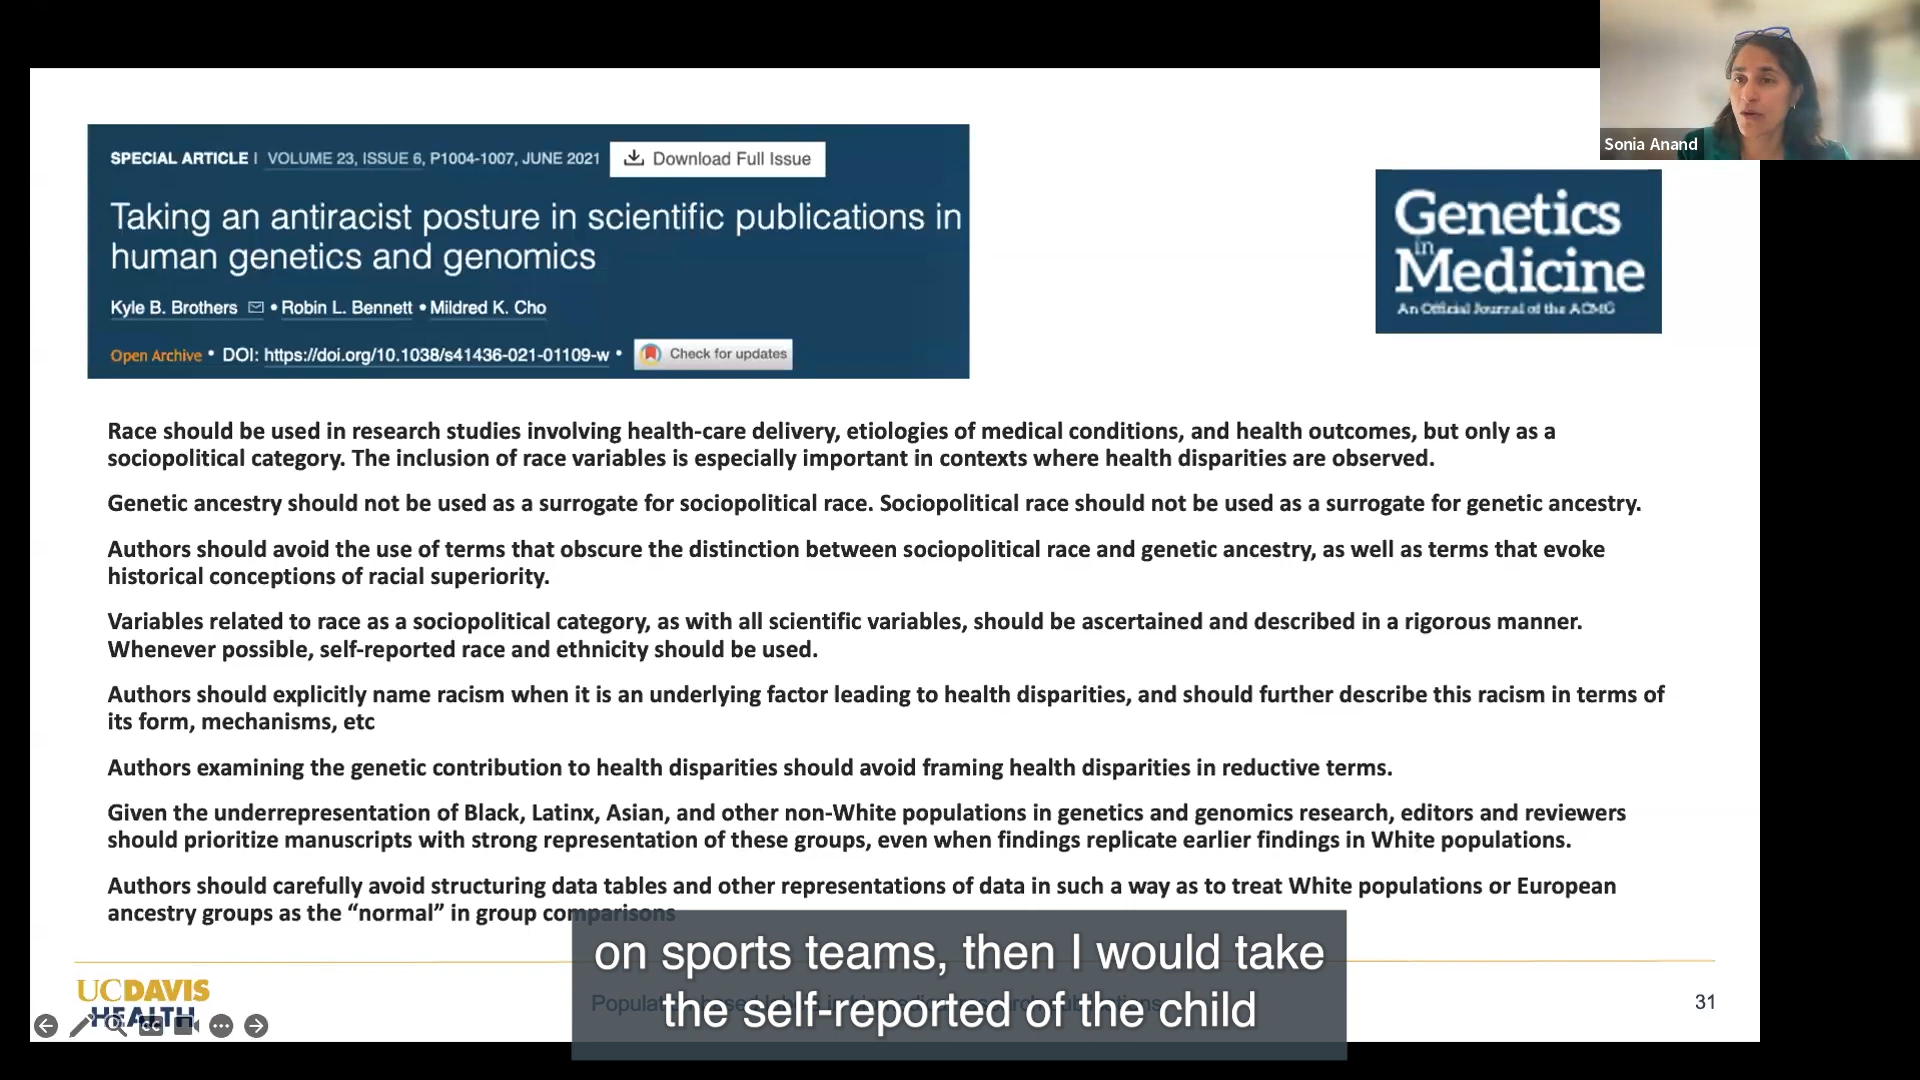 Sonia Anand
SPECIAL ARTICLE | VOLUME 23, ISSUE 6, P1004-1007, JUNE 2021 Download Full Issue
Taking an antiracist posture in scientific publications in
human genetics and genomics
Kyle B. Brothers • Robin L. Bennett • Mildred K. Cho
Open Archive • DOI: https://doi.org/10.1038/s41436-021-01109-w • Check for updates
Genetics
in
Medicine
An Official Journal of the ACMG
Race should be used in research studies involving health-care delivery, etiologies of medical conditions, and health outcomes, but only as a
sociopolitical category. The inclusion of race variables is especially important in contexts where health disparities are observed.
Genetic ancestry should not be used as a surrogate for sociopolitical race. Sociopolitical race should not be used as a surrogate for genetic ancestry.
Authors should avoid the use of terms that obscure the distinction between sociopolitical race and genetic ancestry, as well as terms that evoke
historical conceptions of racial superiority.
Variables related to race as a sociopolitical category, as with all scientific variables, should be ascertained and described in a rigorous manner.
Whenever possible, self-reported race and ethnicity should be used.
Authors should explicitly name racism when it is an underlying factor leading to health disparities, and should further describe this racism in terms of
its form, mechanisms, etc
Authors examining the genetic contribution to health disparities should avoid framing health disparities in reductive terms.
Given the underrepresentation of Black, Latinx, Asian, and other non-White populations in genetics and genomics research, editors and reviewers
should prioritize manuscripts with strong representation of these groups, even when findings replicate earlier findings in White populations.
Authors should carefully avoid structuring data tables and other representations of data in such a way as to treat White populations or European
ancestry groups as the “normal” in group comparisons
on sports teams, then I would take
the self-reported of the child
UCDAVIS
HEALTH
31